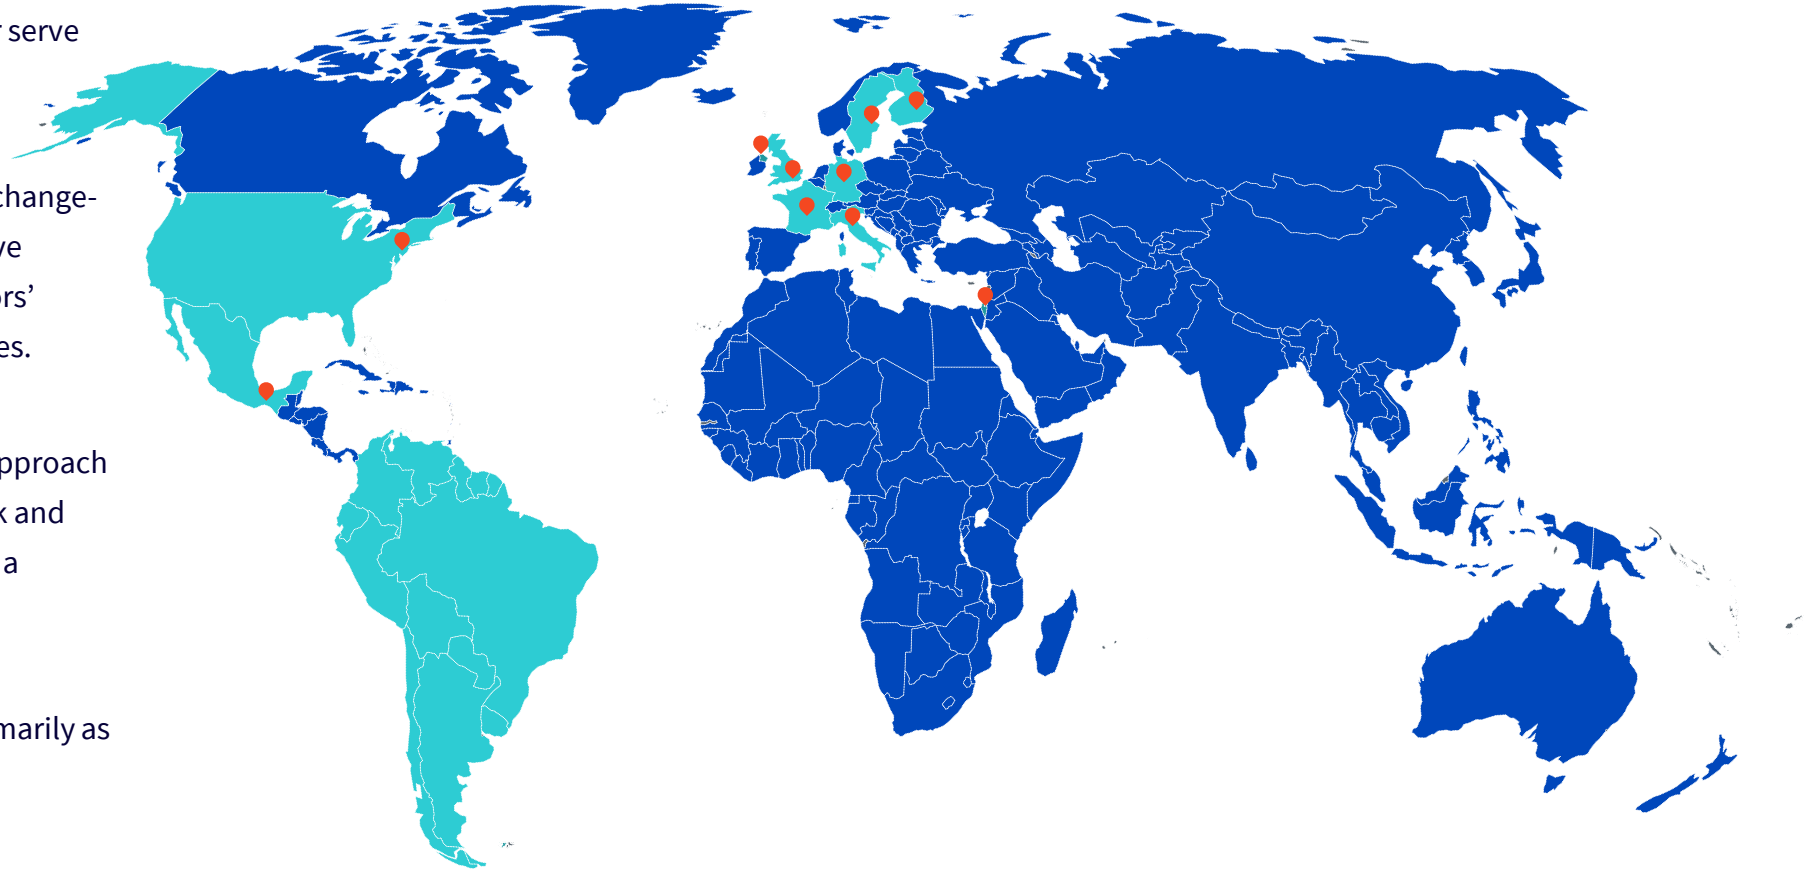 serve
change-
ve
ors’
es.
pproach
k and
a
marily as